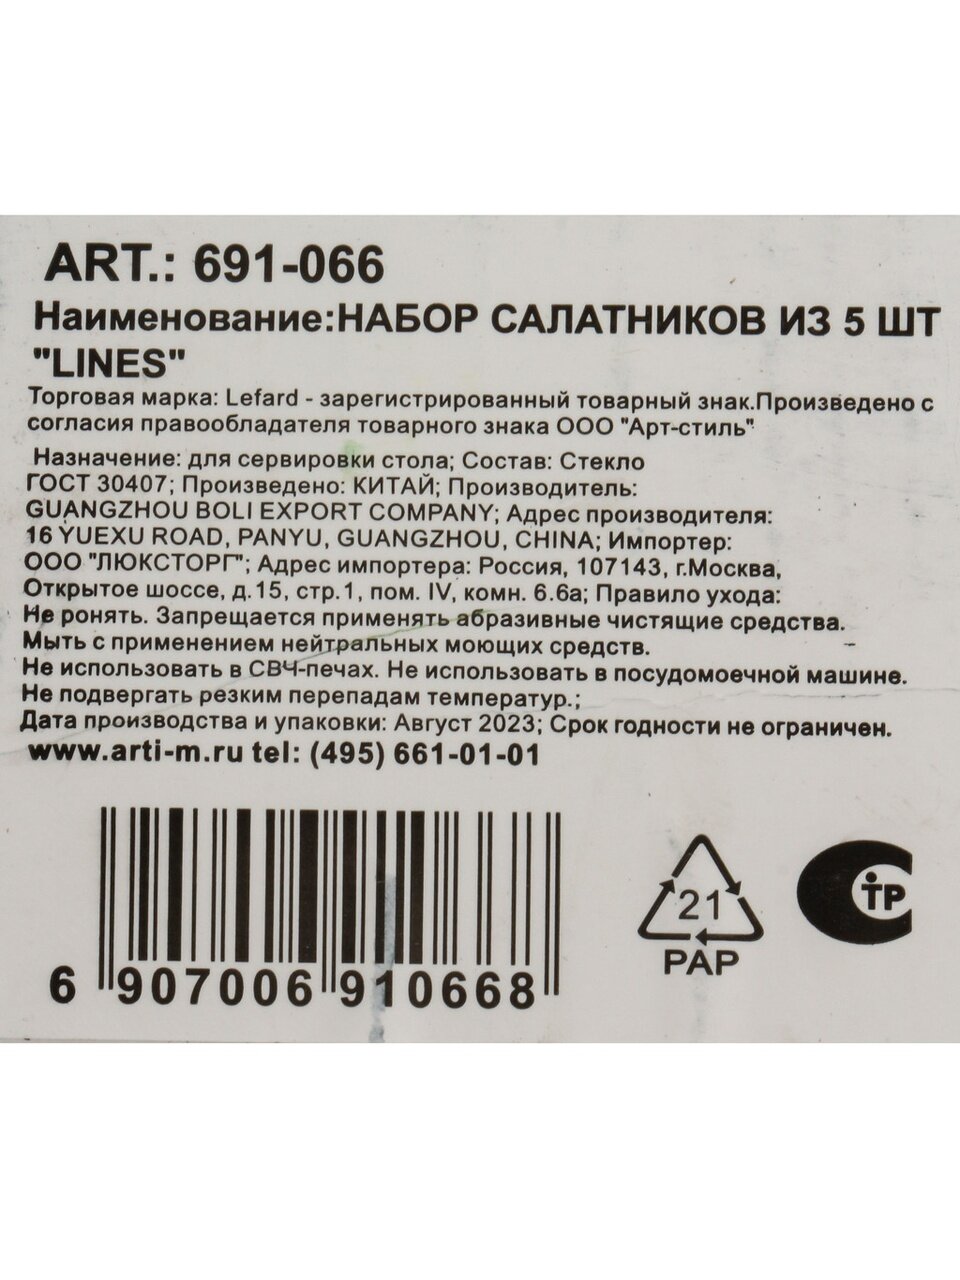 ART.: 691-066
Наименование:НАБОР САЛАТНИКОВ ИЗ 5 ШТ
"LINES"
Торговая марка: Lefard - зарегистрированный товарный знак.Произведено с
согласия правообладателя товарного знака ООО "Арт-стиль"
Назначение: для сервировки стола; Состав: Стекло
ГОСТ 30407; Произведено: КИТАЙ; Производитель:
GUANGZHOU BOLI EXPORT COMPANY; Адрес производителя:
16 YUEXU ROAD, PANYU, GUANGZHOU, CHINA; Импортер:
ООО "ЛЮКСТОРГ"; Адрес импортера: Россия, 107143, г.Москва,
Открытое шоссе, д.15, стр.1, пом. IV, комн. 6.6а; Правило ухода:
Не ронять. Запрещается применять абразивные чистящие средства.
Мыть с применением нейтральных моющих средств.
Не использовать в СВЧ-печах. Не использовать в посудомоечной машине.
Не подвергать резким перепадам температур.;
Дата производства и упаковки: Август 2023; Срок годности не ограничен.
www.arti-m.ru tel: (495) 661-01-01
6 907006 910668
21
PAP
СТР